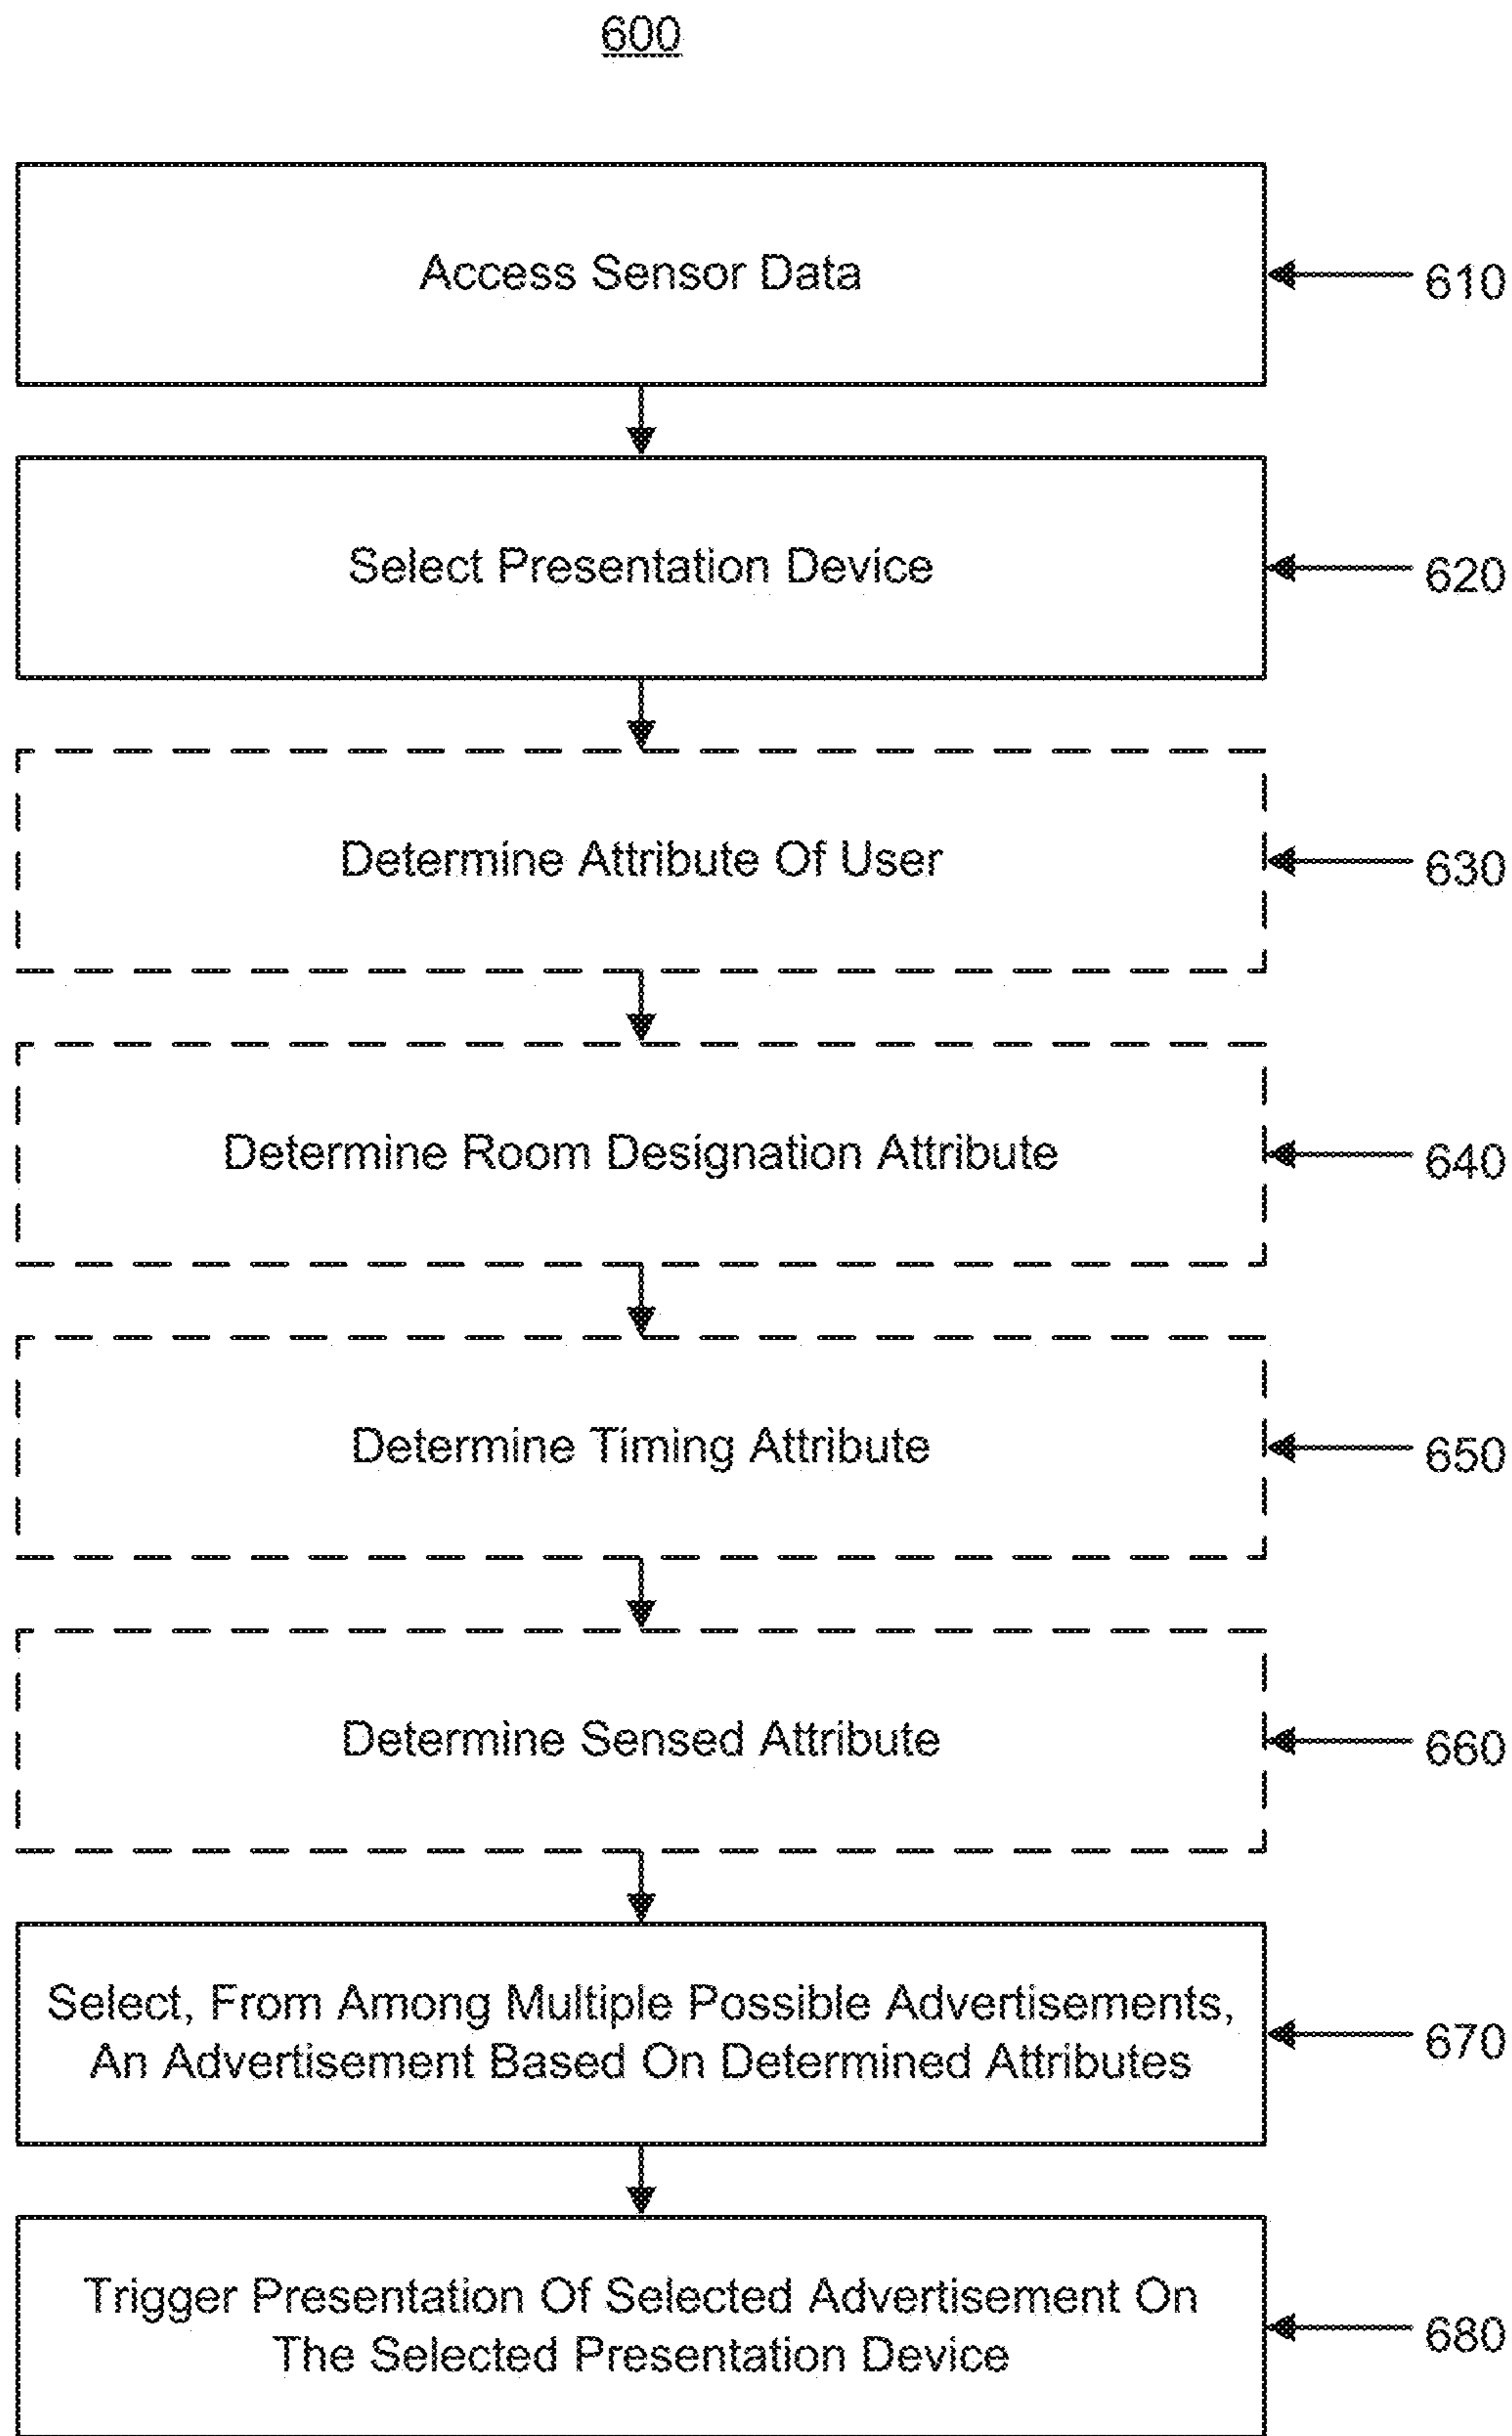 600
Access Sensor Data
610
Select Presentation Device
620
Determine Attribute Of User
630
Determine Room Designation Attribute
640
Determine Timing Attribute
650
Determine Sensed Attribute
660
Select, From Among Multiple Possible Advertisements,
An Advertisement Based On Determined Attributes
670
Trigger Presentation Of Selected Advertisement On
The Selected Presentation Device
680